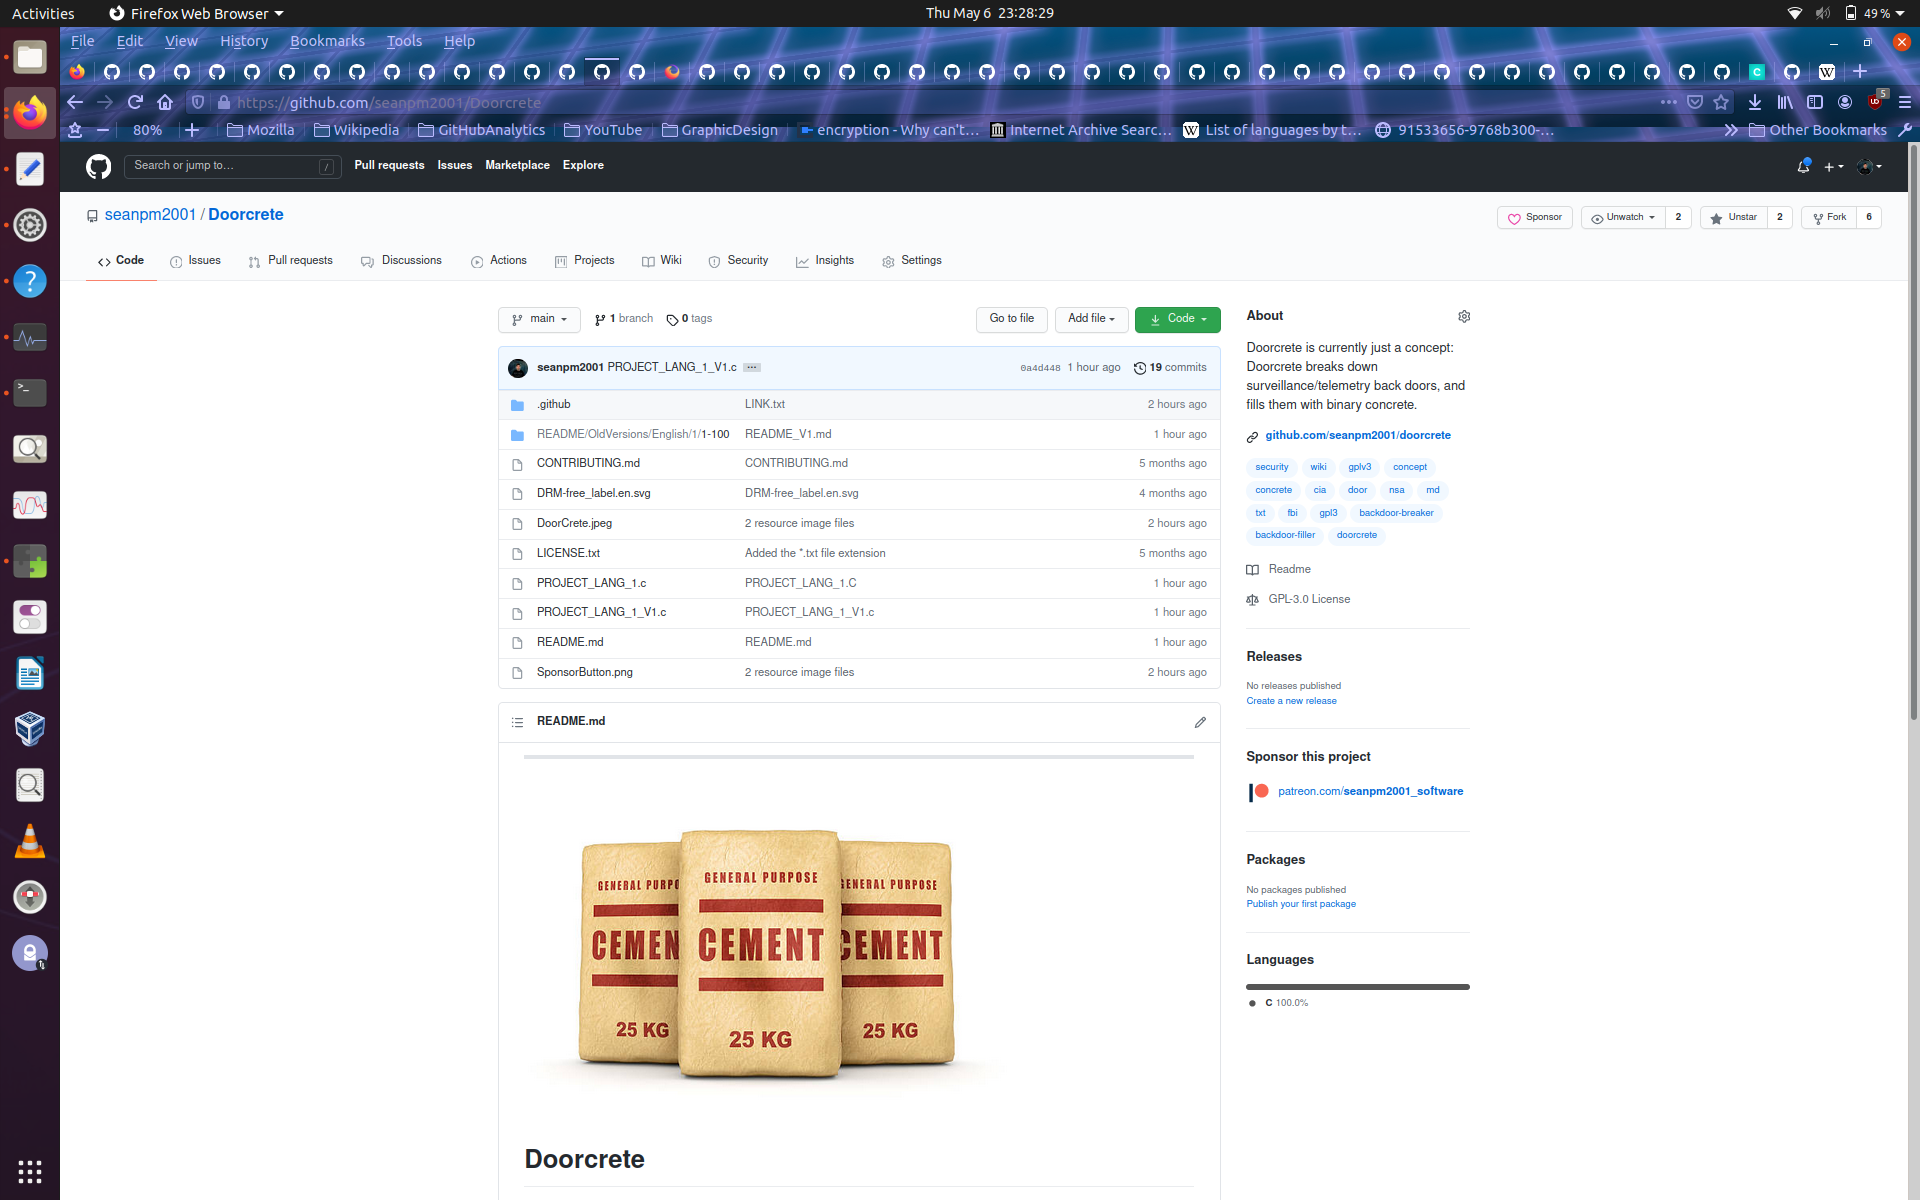 Activities
Firefox Web Browser
Thu May 6 23:28:29
49 %
File Edit View History Bookmarks Tools Help
https://github.com/seanpm2001/Doorcrete
5
80%
Mozilla
Wikipedia
GitHubAnalytics
YouTube
GraphicDesign
encryption - Why can't…
Internet Archive Searc…
List of languages by t…
91533656-9768b300-…
Other Bookmarks
Search or jump to…
/
Pull requests
Issues
Marketplace
Explore
seanpm2001 / Doorcrete
Sponsor
Unwatch 2
Unstar 2
Fork 6
Code
Issues
Pull requests
Discussions
Actions
Projects
Wiki
Security
Insights
Settings
main
1 branch
0 tags
Go to file
Add file
Code
seanpm2001 PROJECT_LANG_1_V1.c …
0a4d448 1 hour ago
19 commits
.github LINK.txt 2 hours ago
README/OldVersions/English/1/1-100 README_V1.md 1 hour ago
CONTRIBUTING.md CONTRIBUTING.md 5 months ago
DRM-free_label.en.svg DRM-free_label.en.svg 4 months ago
DoorCrete.jpeg 2 resource image files 2 hours ago
LICENSE.txt Added the *.txt file extension 5 months ago
PROJECT_LANG_1.c PROJECT_LANG_1.C 1 hour ago
PROJECT_LANG_1_V1.c PROJECT_LANG_1_V1.c 1 hour ago
README.md README.md 1 hour ago
SponsorButton.png 2 resource image files 2 hours ago
README.md
GENERAL PURPO
CEMEN
25 KG
GENERAL PURPOSE
CEMENT
25 KG
GENERAL PURPOSE
CEMENT
25 KG
Doorcrete
About
Doorcrete is currently just a concept:
Doorcrete breaks down
surveillance/telemetry back doors, and
fills them with binary concrete.
github.com/seanpm2001/doorcrete
security wiki gplv3 concept
concrete cia door nsa md
txt fbi gpl3 backdoor-breaker
backdoor-filler doorcrete
Readme
GPL-3.0 License
Releases
No releases published
Create a new release
Sponsor this project
patreon.com/seanpm2001_software
Packages
No packages published
Publish your first package
Languages
C 100.0%